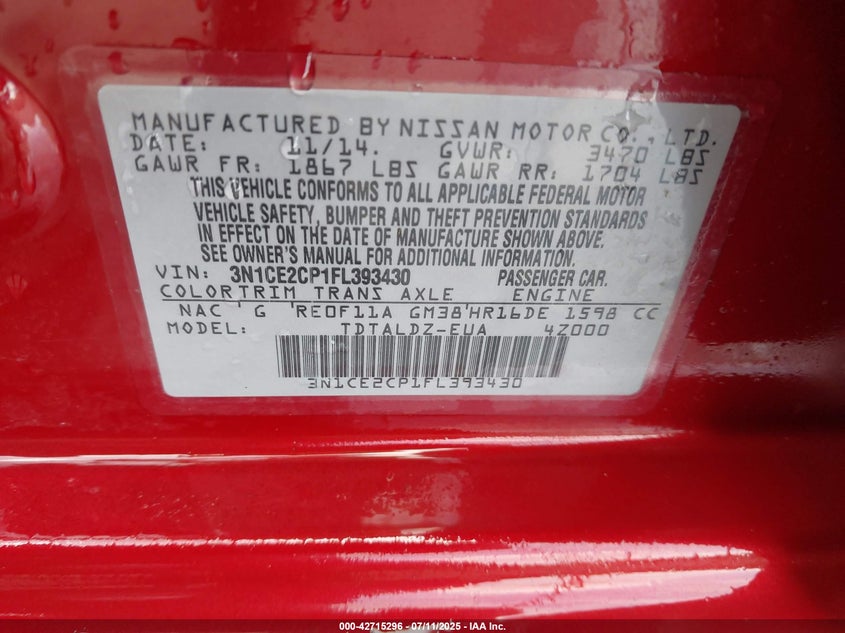 MANUFACTURED BY NISSAN MOTOR CO., LTD.
DATE: 11/14. GVWR: 3470 LBS
GAWR FR: 1867 LBS GAWR RR: 1704 LBS
THIS VEHICLE CONFORMS TO ALL APPLICABLE FEDERAL MOTOR
VEHICLE SAFETY, BUMPER AND THEFT PREVENTION STANDARDS
IN EFFECT ON THE DATE OF MANUFACTURE SHOWN ABOVE.
SEE OWNER'S MANUAL FOR ADDITIONAL INFORMATION.
VIN: 3N1CE2CP1FL393430 PASSENGER CAR.
COLORTRIM TRANS AXLE ENGINE
NAC G RE0F11A GM38 HR16DE 1598 CC
MODEL: TDTALDZ-EUA 4Z000
3N1CE2CP1FL393430
000-42715296 - 07/11/2025 - IAA Inc.